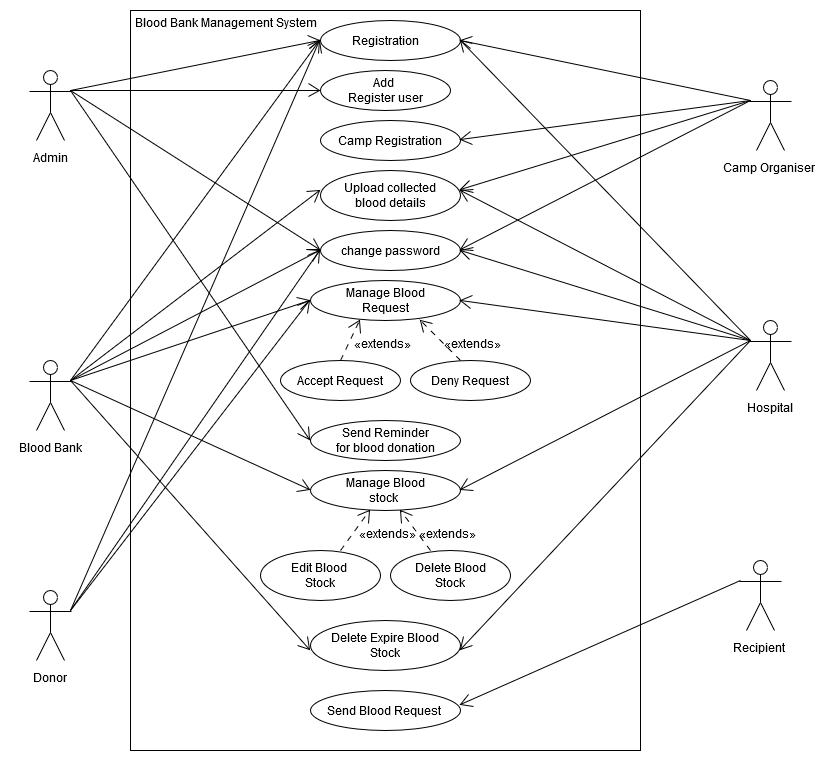 Blood Bank Management System
Registration
Add
Register user
Admin
Camp Registration
Camp Organiser
Upload collected
blood details
change password
Manage Blood
Request
«extends»
«extends»
Accept Request
Deny Request
Hospital
Blood Bank
Send Reminder
for blood donation
Manage Blood
stock
«extends»
«extends»
Edit Blood
Stock
Delete Blood
Stock
Delete Expire Blood
Stock
Recipient
Donor
Send Blood Request